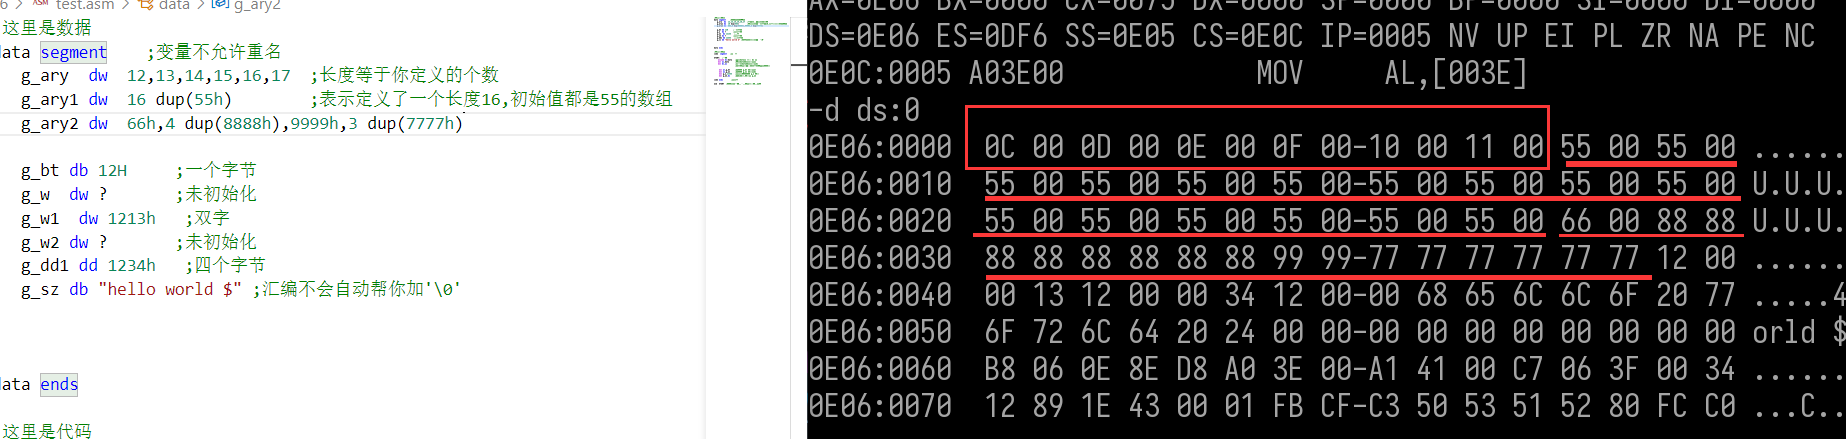 6 > ASM test.asm > data > g_ary2
这里是数据
data segment    ;变量不允许重名
g_ary  dw  12,13,14,15,16,17  ;长度等于你定义的个数
g_ary1 dw  16 dup(55h)        ;表示定义了一个长度16,初始值都是55的数组
g_ary2 dw  66h,4 dup(8888h),9999h,3 dup(7777h)
g_bt db 12H     ;一个字节
g_w  dw ?       ;未初始化
g_w1  dw 1213h   ;双字
g_w2 dw ?       ;未初始化
g_dd1 dd 1234h   ;四个字节
g_sz db "hello world $" ;汇编不会自动帮你加'\0'
data ends
这里是代码
AX=0E06 BX=0000 CX=0075 DX=0000 SP=0000 BP=0000 SI=0000 DI=0000
DS=0E06 ES=0DF6 SS=0E05 CS=0E0C IP=0005 NV UP EI PL ZR NA PE NC
0E0C:0005 A03E00            MOV     AL,[003E]
-d ds:0
0E06:0000  0C 00 0D 00 0E 00 0F 00-10 00 11 00 55 00 55 00 ......
0E06:0010  55 00 55 00 55 00 55 00-55 00 55 00 55 00 55 00 U.U.U.
0E06:0020  55 00 55 00 55 00 55 00-55 00 55 00 66 00 88 88 U.U.U.
0E06:0030  88 88 88 88 88 88 99 99-77 77 77 77 77 77 12 00 ......
0E06:0040  00 13 12 00 00 34 12 00-00 68 65 6C 6C 6F 20 77 .....4
0E06:0050  6F 72 6C 64 20 24 00 00-00 00 00 00 00 00 00 00 orld $
0E06:0060  B8 06 0E 8E D8 A0 3E 00-A1 41 00 C7 06 3F 00 34 ......
0E06:0070  12 89 1E 43 00 01 FB CF-C3 50 53 51 52 80 FC C0 ...C..